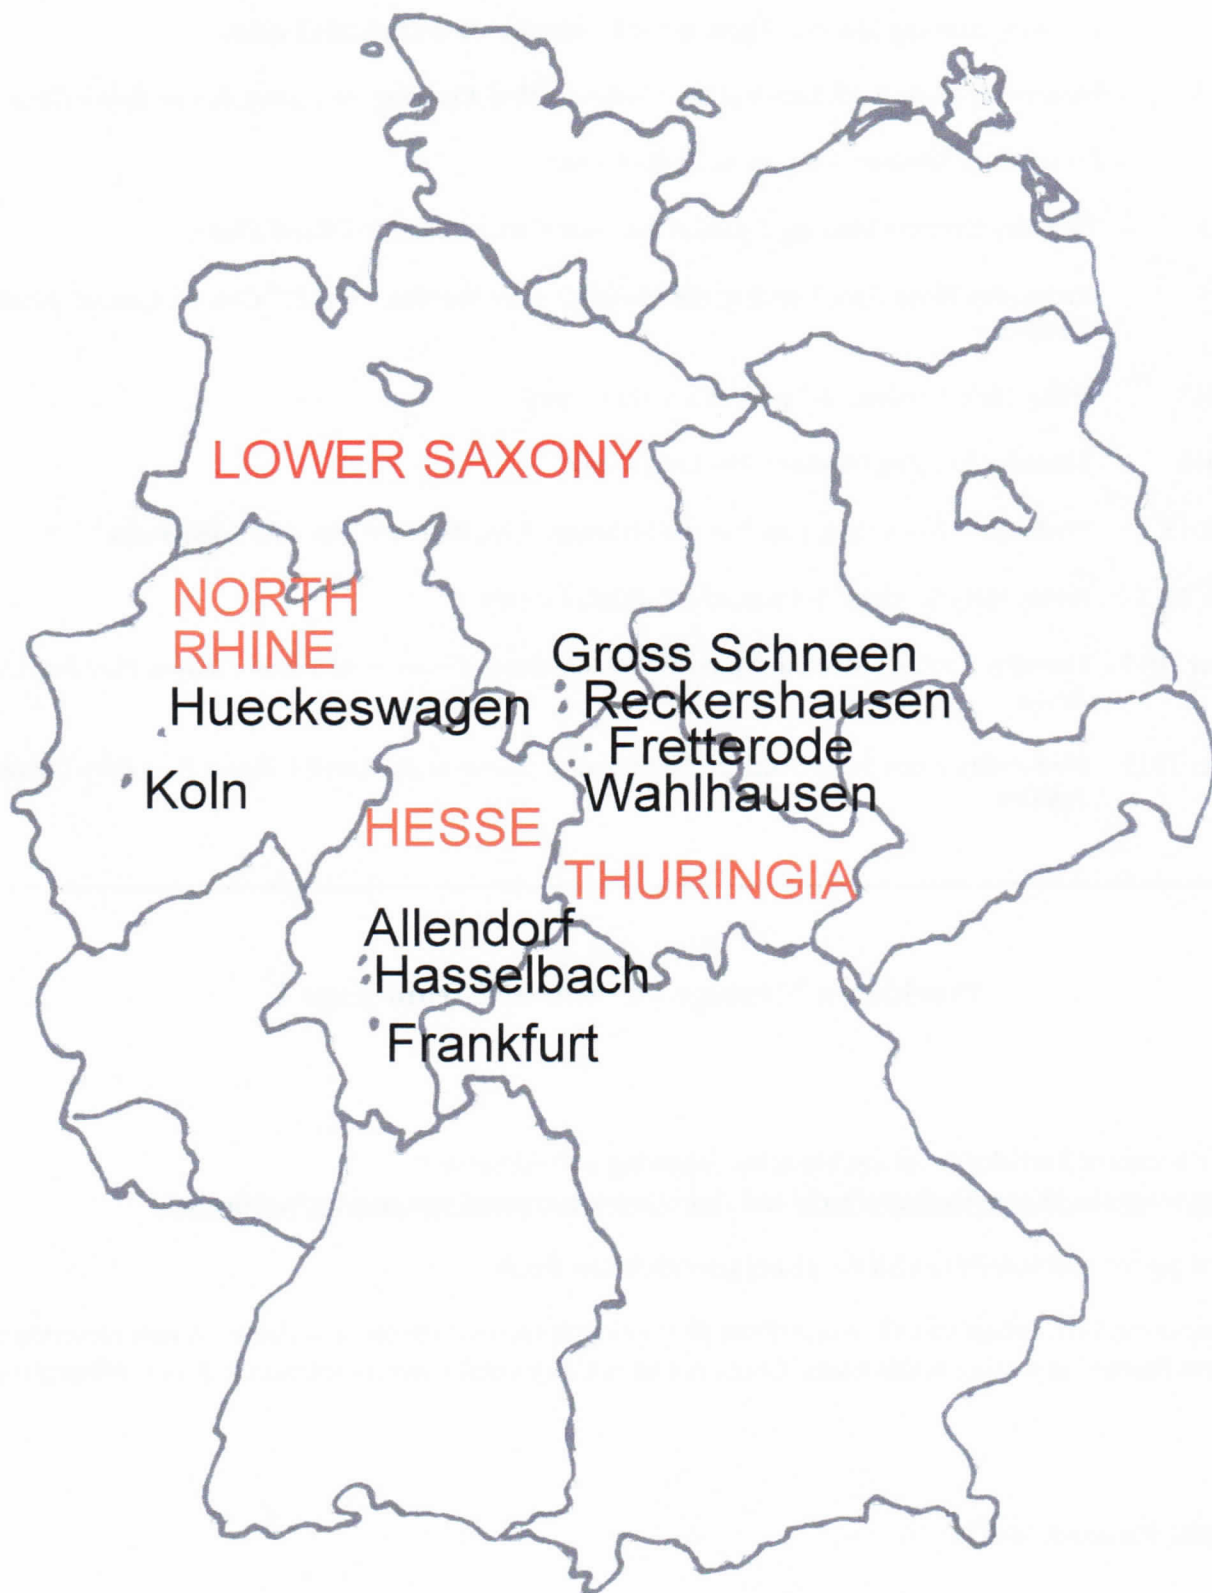 LOWER SAXONY
NORTH
RHINE
Gross Schneen
Hueckeswagen
Reckershausen
Fretterode
Koln
Wahlhausen
HESSE
THURINGIA
Allendorf
Hasselbach
Frankfurt